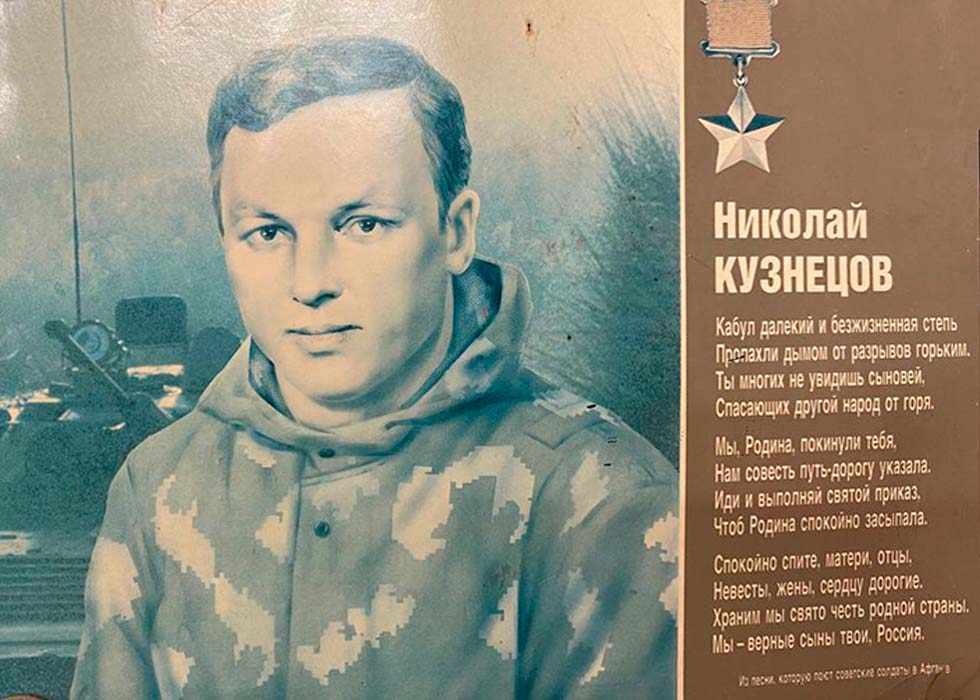 Николай
КУЗНЕЦОВ
Кабул далекий и безжизненная степь
Пропахли дымом от разрывов горьким.
Ты многих не увидишь сыновей,
Спасающих другой народ от горя.
Мы, Родина, покинули тебя,
Нам совесть путь-дорогу указала.
Иди и выполняй святой приказ,
Чтоб Родина спокойно засыпала.
Спокойно спите, матери, отцы,
Невесты, жены, сердцу дорогие.
Храним мы свято честь родной страны,
Мы – верные сыны твои, Россия.
Из песни, которую поют советские солдаты в Афгане